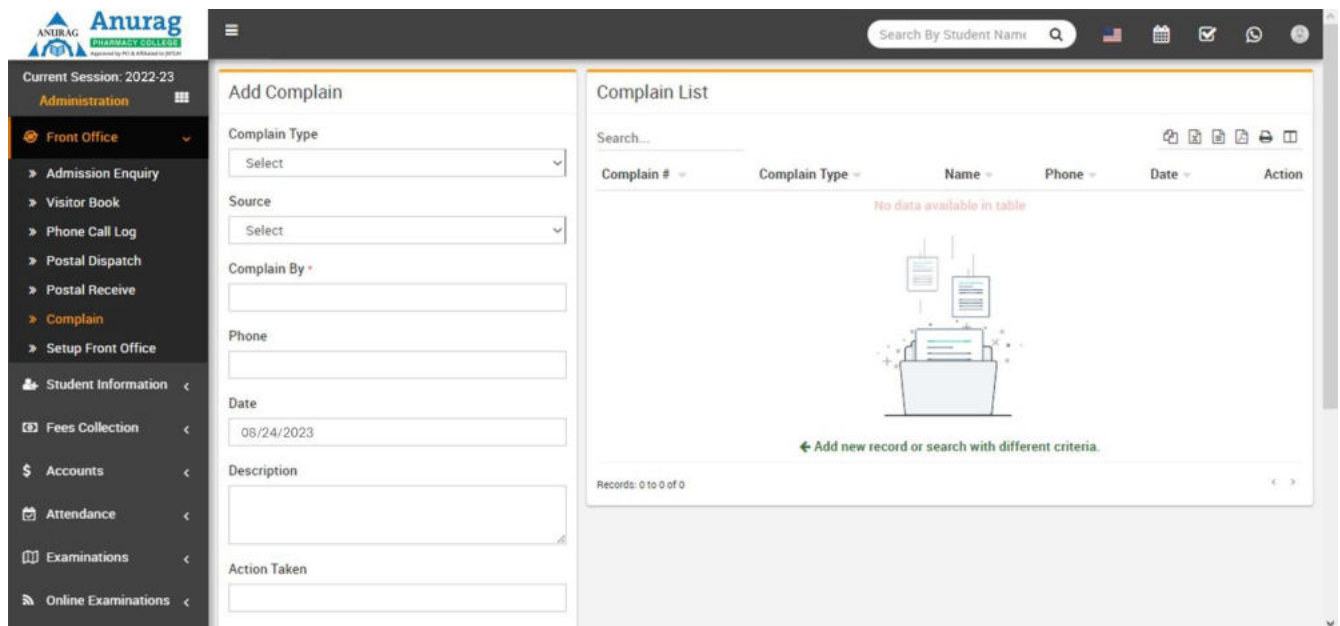 ANURAG
Anurag
PHARMACY COLLEGE
Search By Student Name
Current Session: 2022-23
Administration
Front Office
Admission Enquiry
Visitor Book
Phone Call Log
Postal Dispatch
Postal Receive
Complain
Setup Front Office
Student Information
Fees Collection
$ Accounts
Attendance
Examinations
Online Examinations
Add Complain
Complain Type
Select
Source
Select
Complain By *
Phone
Date
08/24/2023
Description
Action Taken
Complain List
Search...
Complain # Complain Type Name Phone Date Action
No data available in table
Add new record or search with different criteria.
Records: 0 to 0 of 0